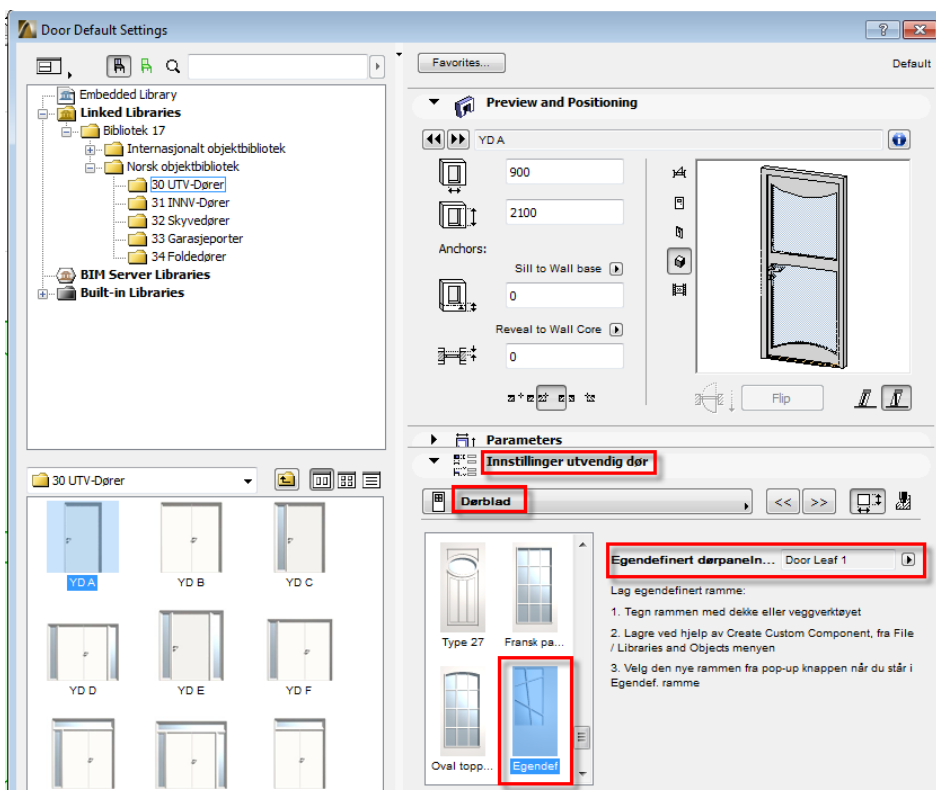 Door Default Settings
Favorites...
Default
Embedded Library
Linked Libraries
Bibliotek 17
Internasjonalt objektbibliotek
Norsk objektbibliotek
30 UTV-Dører
31 INNV-Dører
32 Skyvedører
33 Garasjeporter
34 Foldedører
BIM Server Libraries
Built-in Libraries
Preview and Positioning
YD A
900
2100
Anchors:
Sill to Wall base
0
Reveal to Wall Core
0
Flip
Parameters
Innstillinger utvendig dør
30 UTV-Dører
YD A
YD B
YD C
YD D
YD E
YD F
Dørblad
<< >>
Type 27
Fransk pa...
Oval topp...
Egendef
Egendefinert dørpaneln... Door Leaf 1
Lag egendefinert ramme:
1. Tegn rammen med dekke eller veggverktøyet
2. Lagre ved hjelp av Create Custom Component, fra File
/ Libraries and Objects menyen
3. Velg den nye rammen fra pop-up knappen når du står i
Egendef. ramme